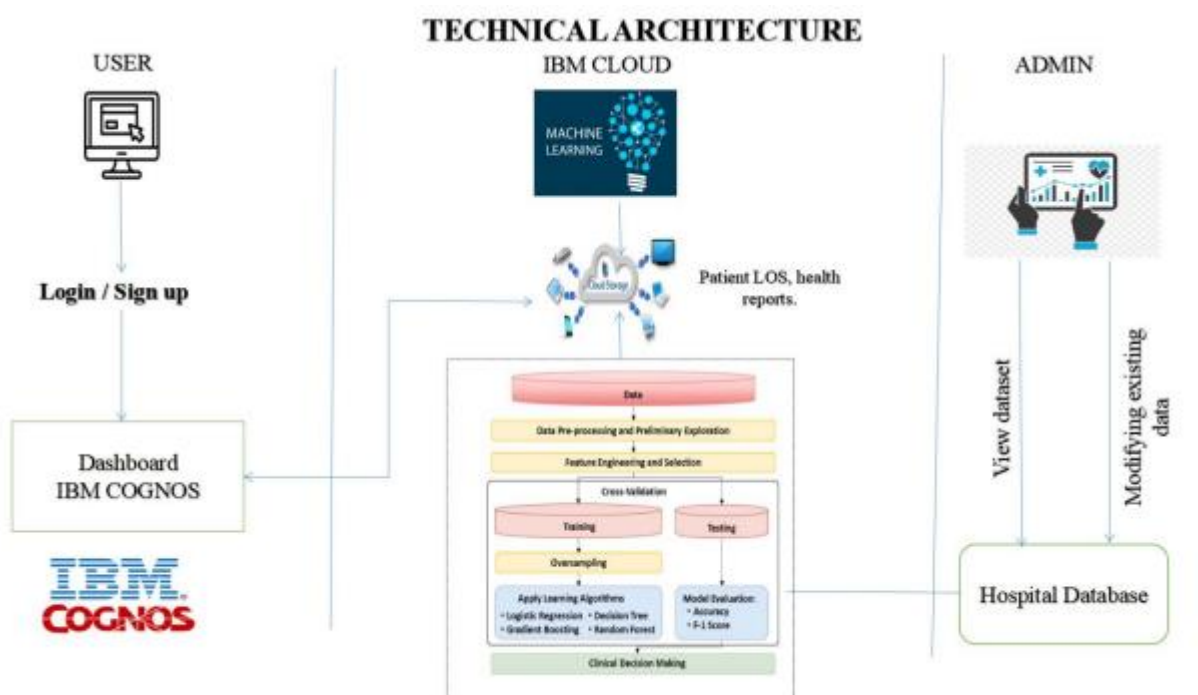 TECHNICAL ARCHITECTURE
USER
IBM CLOUD
ADMIN
MACHINE
LEARNING
Login / Sign up
Cloud Storage
Patient LOS, health
reports.
Dashboard
IBM COGNOS
IBM.
COGNOS
Data
Data Pre-processing and Preliminary Exploration
Feature Engineering and Selection
Cross-Validation
Training
Testing
Oversampling
Apply Learning Algorithms
• Logistic Regression • Decision Tree
• Gradient Boosting • Random Forest
Model Evaluation:
• Accuracy
• F-1 Score
Clinical Decision Making
View dataset
Modifying existing
data
Hospital Database